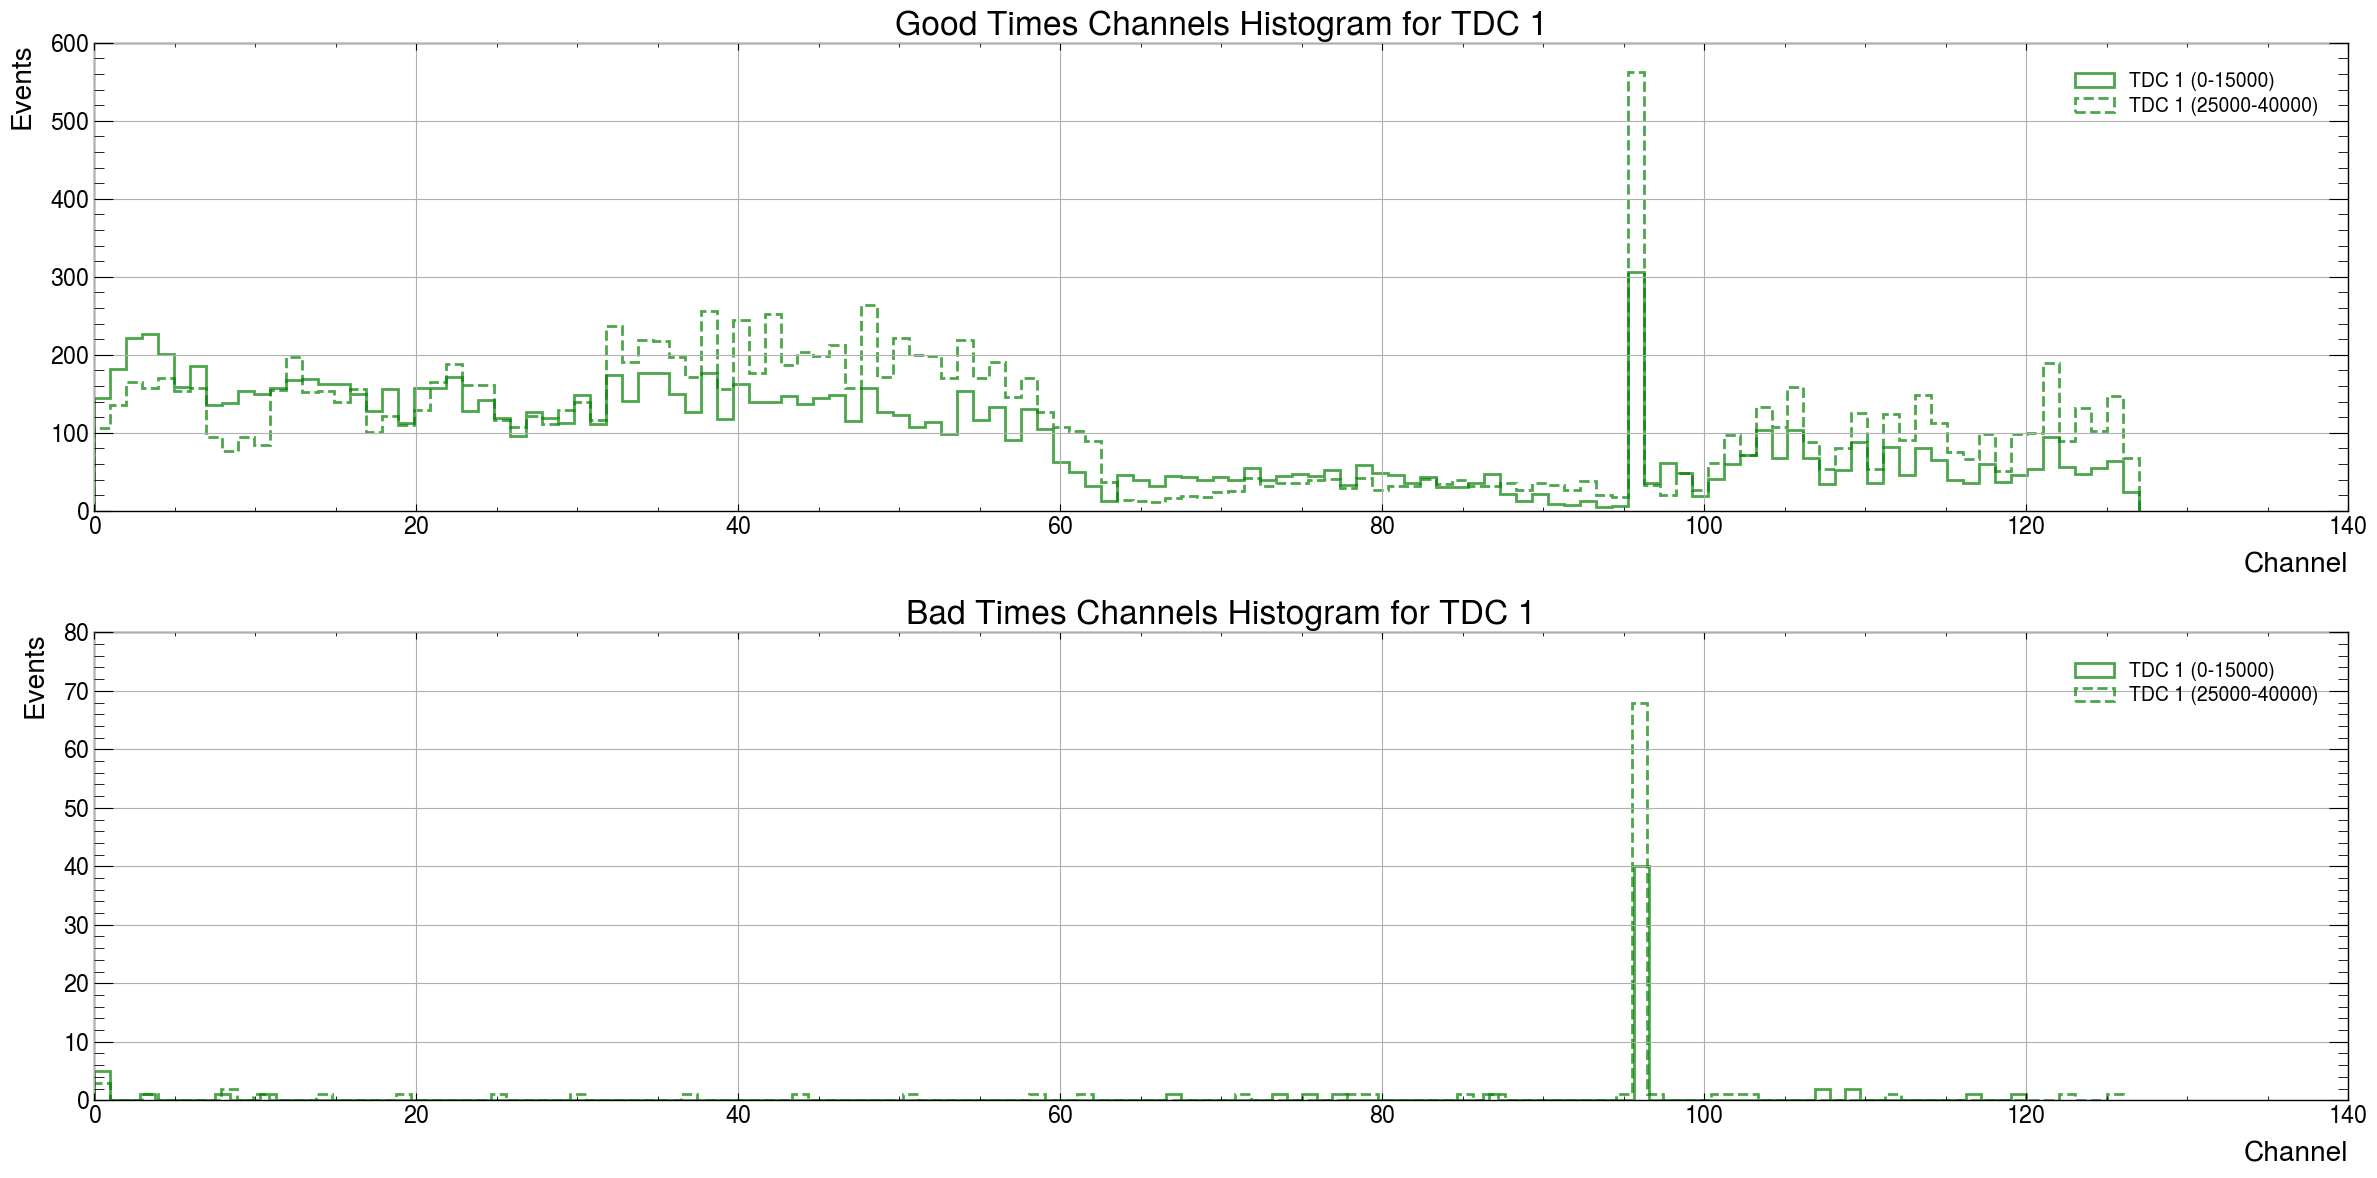 Good Times Channels Histogram for TDC 1
Events
600
500
400
300
200
100
0
TDC 1 (0-15000)
TDC 1 (25000-40000)
0 20 40 60 80 100 120 140
Channel
Bad Times Channels Histogram for TDC 1
Events
80
70
60
50
40
30
20
10
0
TDC 1 (0-15000)
TDC 1 (25000-40000)
0 20 40 60 80 100 120 140
Channel